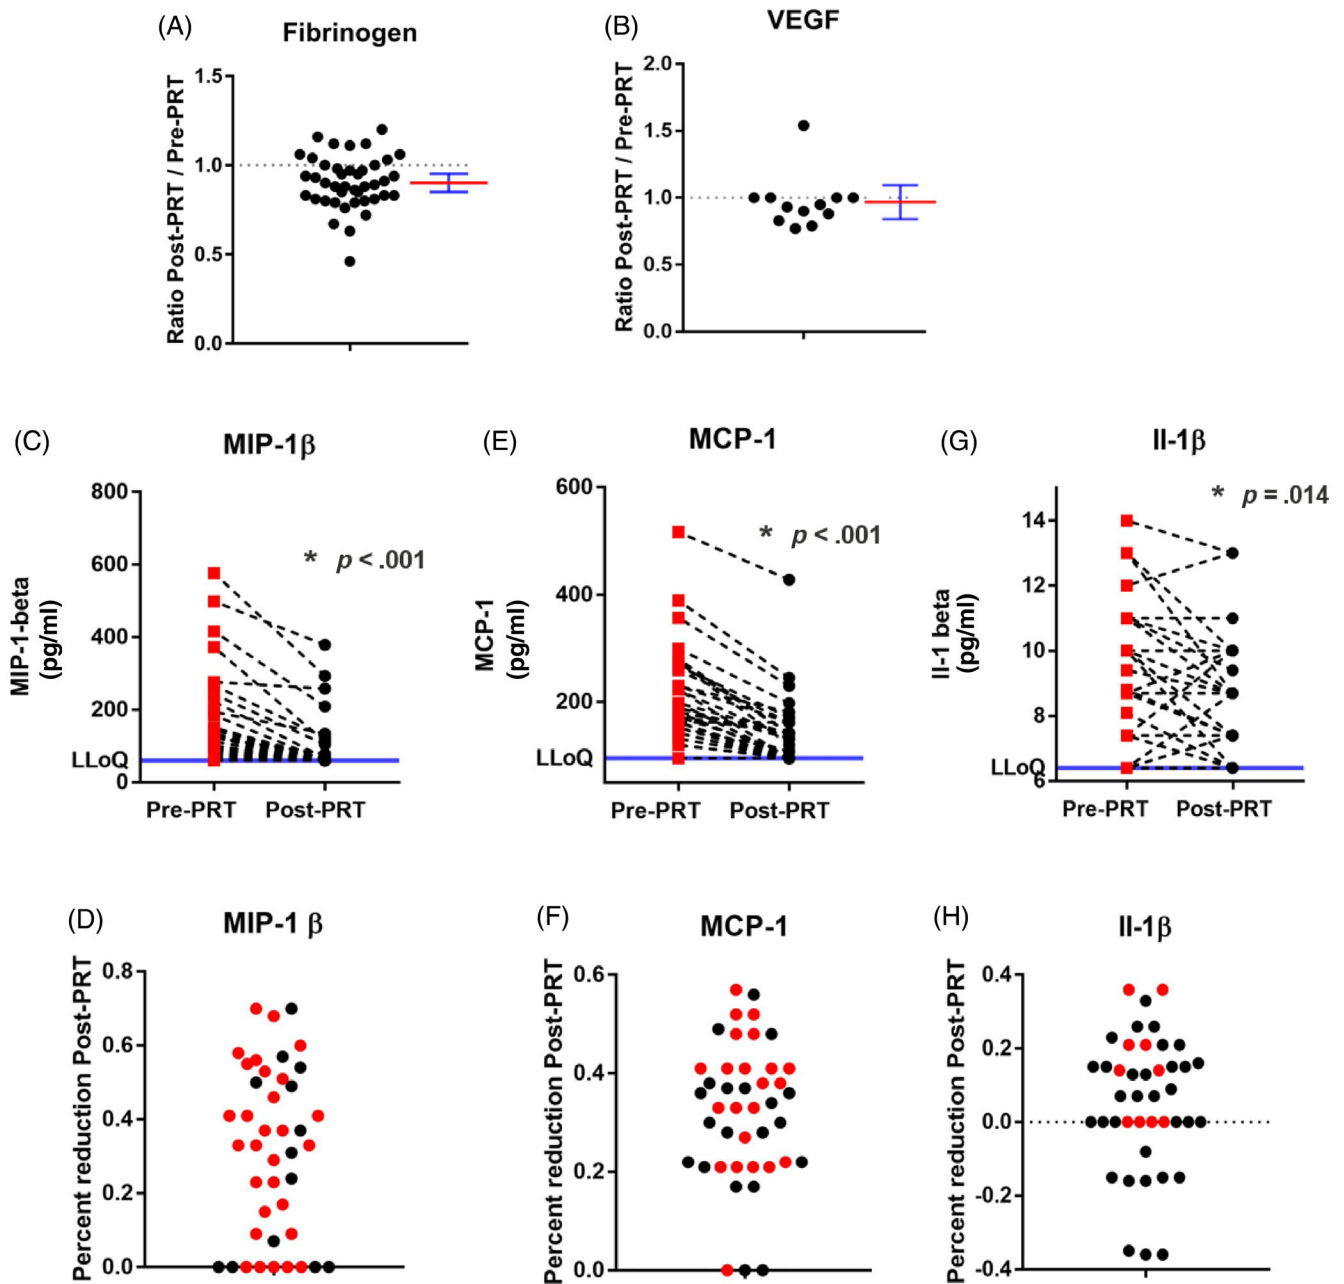 (A)
Fibrinogen
Ratio Post-PRT / Pre-PRT
1.5
1.0
0.5
0.0
(B)
VEGF
Ratio Post-PRT / Pre-PRT
2.0
1.5
1.0
0.5
0.0
(C)
MIP-1β
MIP-1-beta
(pg/ml)
800
600
400
200
LLoQ
0
* p < .001
Pre-PRT Post-PRT
(E)
MCP-1
MCP-1
(pg/ml)
600
400
200
LLoQ
* p < .001
Pre-PRT Post-PRT
(G)
Il-1β
Il-1 beta
(pg/ml)
14
12
10
8
LLoQ
6
* p = .014
Pre-PRT Post-PRT
(D)
MIP-1 β
Percent reduction Post-PRT
0.8
0.6
0.4
0.2
0.0
(F)
MCP-1
Percent reduction Post-PRT
0.6
0.4
0.2
0.0
(H)
Il-1β
Percent reduction Post-PRT
0.4
0.2
0.0
-0.2
-0.4